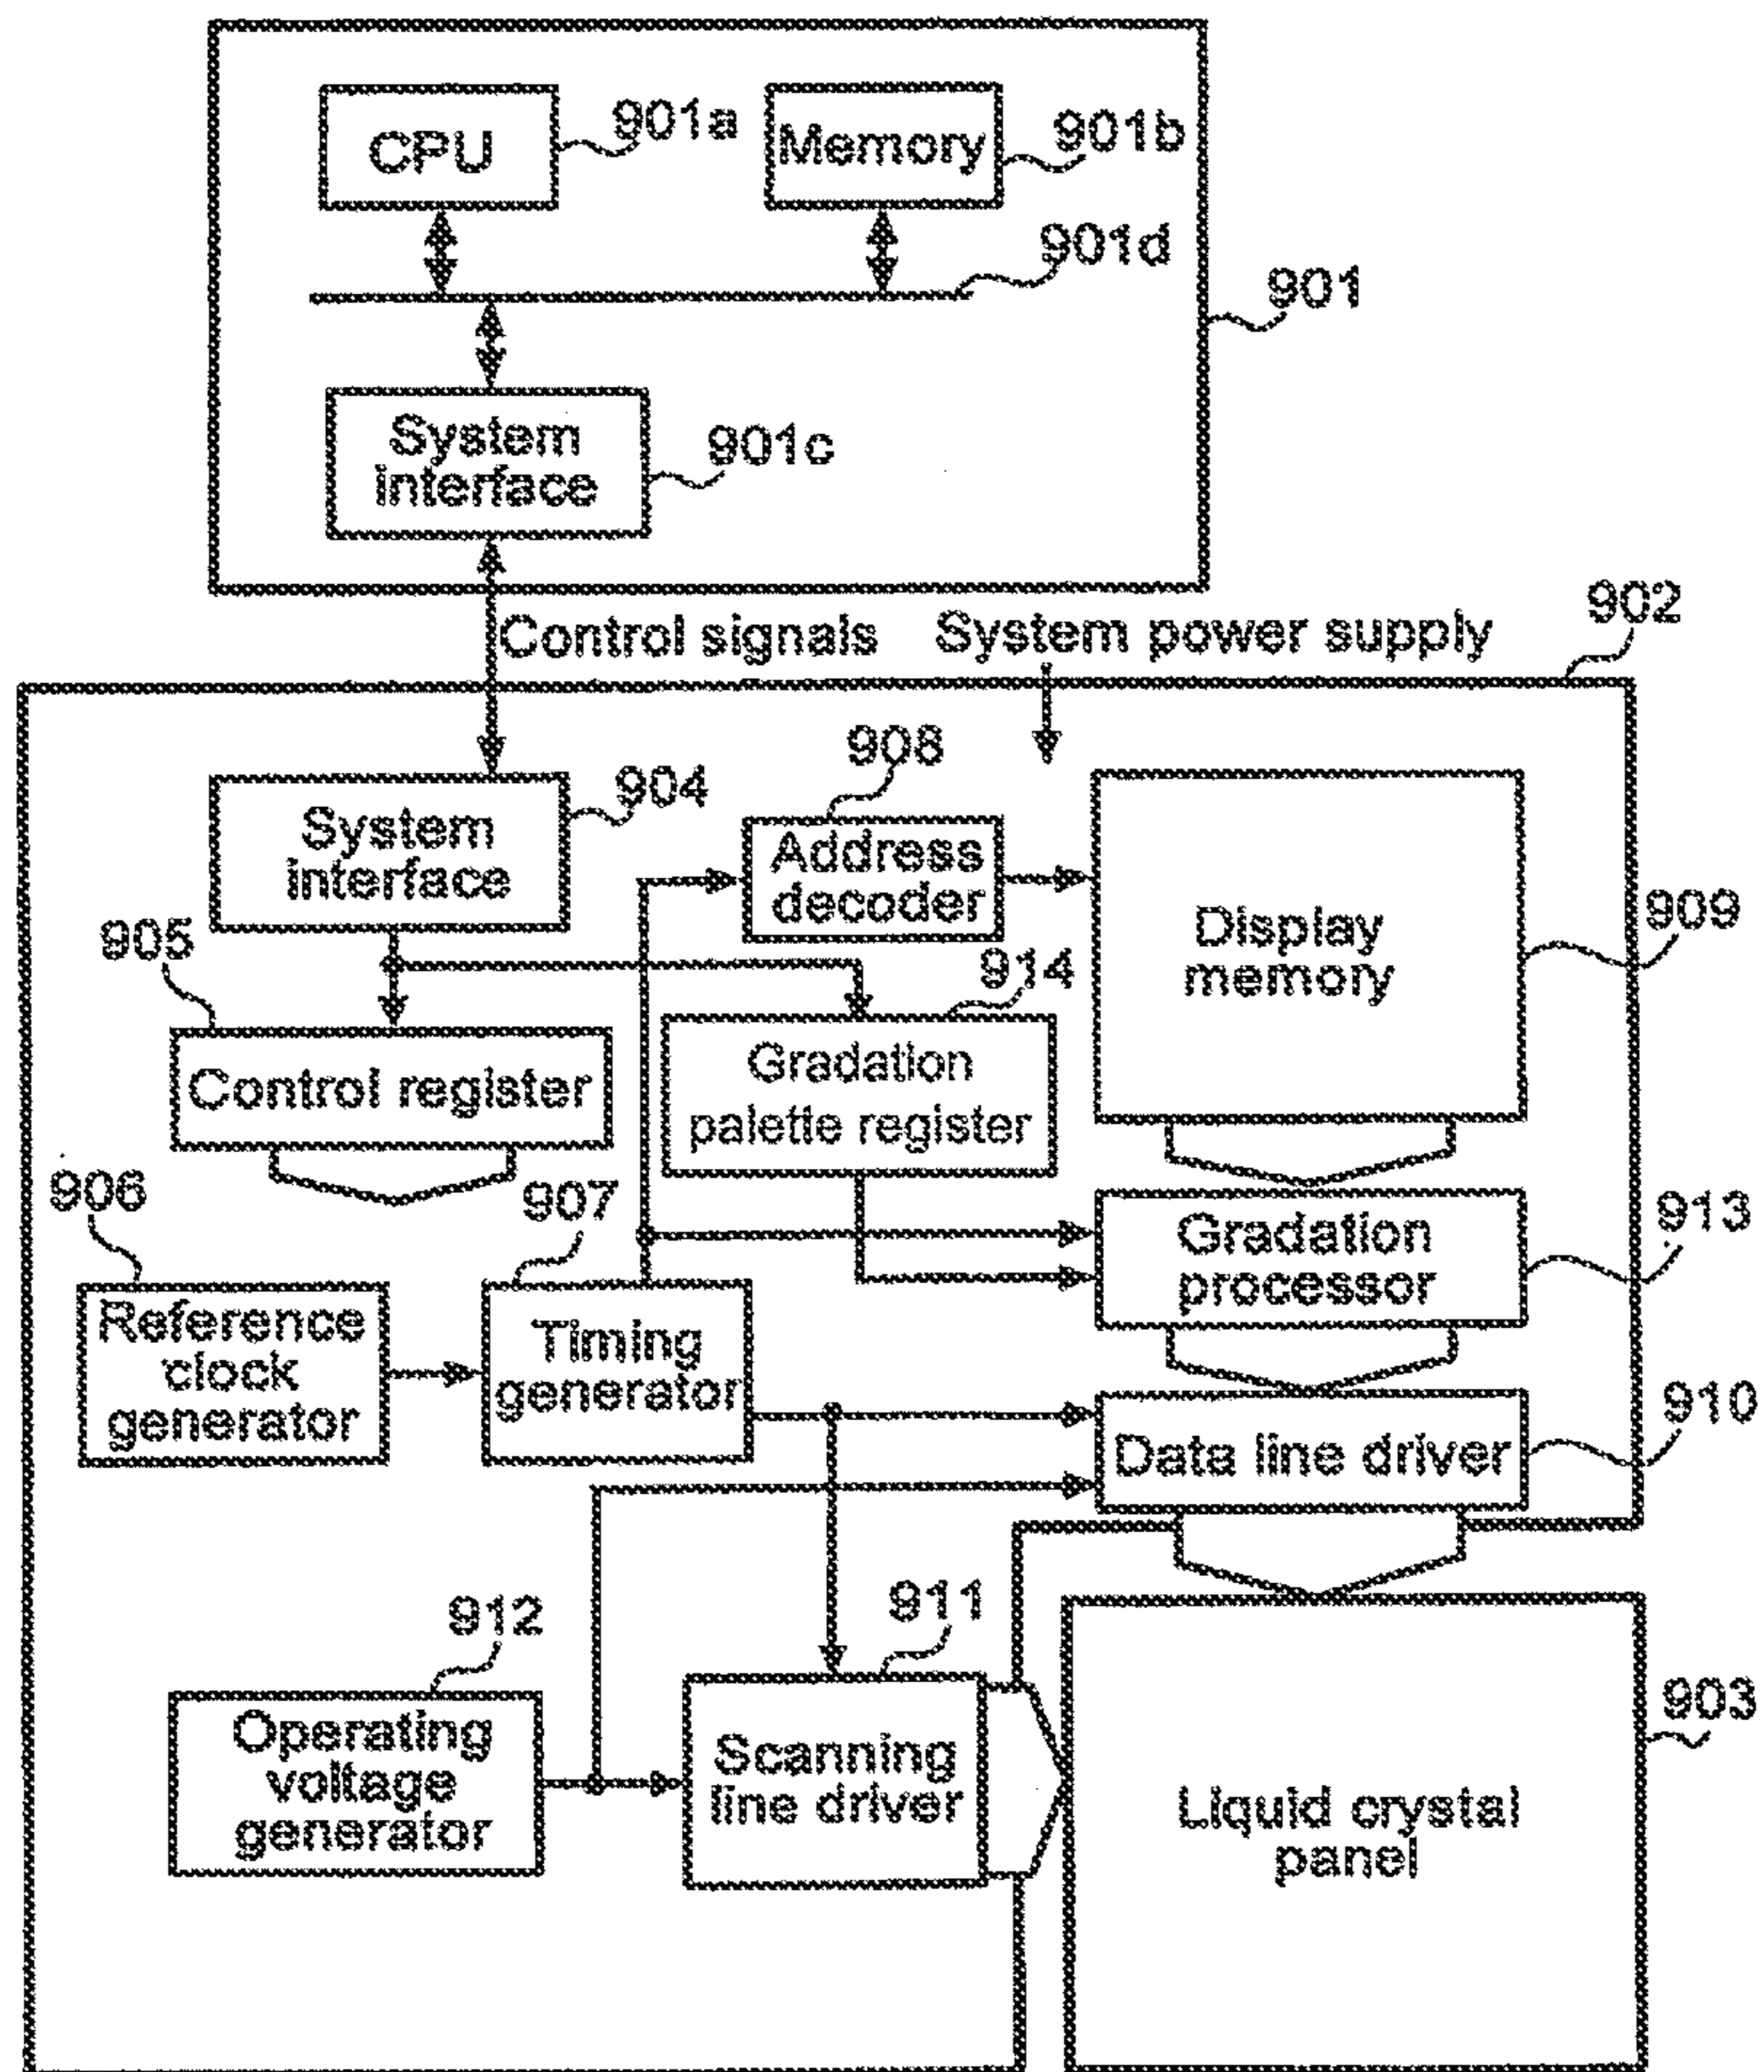 CPU
901a
Memory
901b
901d
901
System
interface
901c
Control signals
System power supply
902
System
interface
904
908
Address
decoder
Display
memory
909
905
Control register
914
Gradation
palette register
906
Reference
clock
generator
907
Timing
generator
Gradation
processor
913
Data line driver
910
912
Operating
voltage
generator
911
Scanning
line driver
Liquid crystal
panel
903